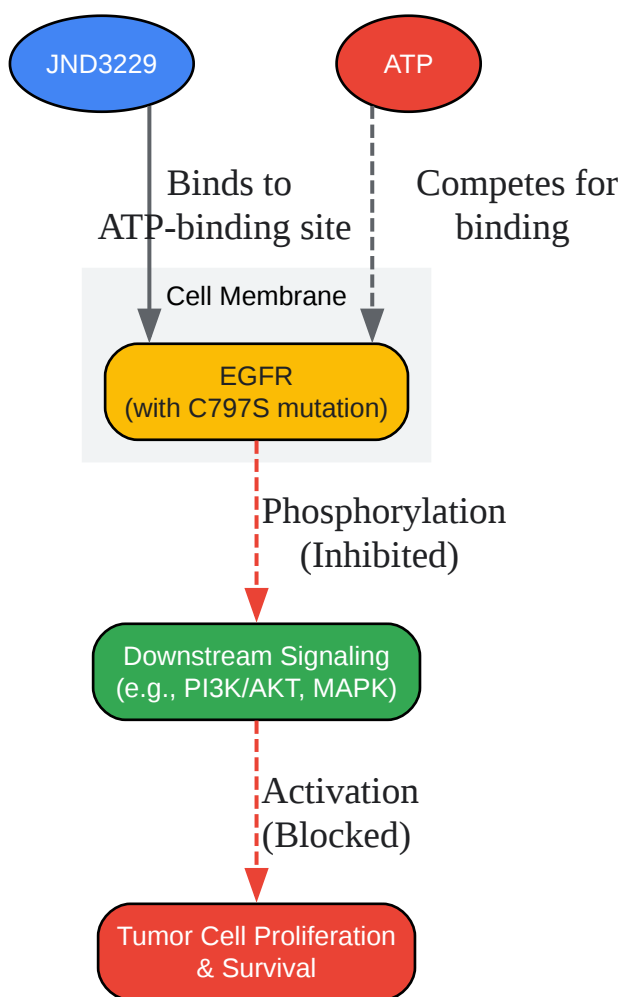 JND3229
ATP
Binds to
ATP-binding site
Competes for
binding
Cell Membrane
EGFR
(with C797S mutation)
Phosphorylation
(Inhibited)
Downstream Signaling
(e.g., PI3K/AKT, MAPK)
Activation
(Blocked)
Tumor Cell Proliferation
& Survival